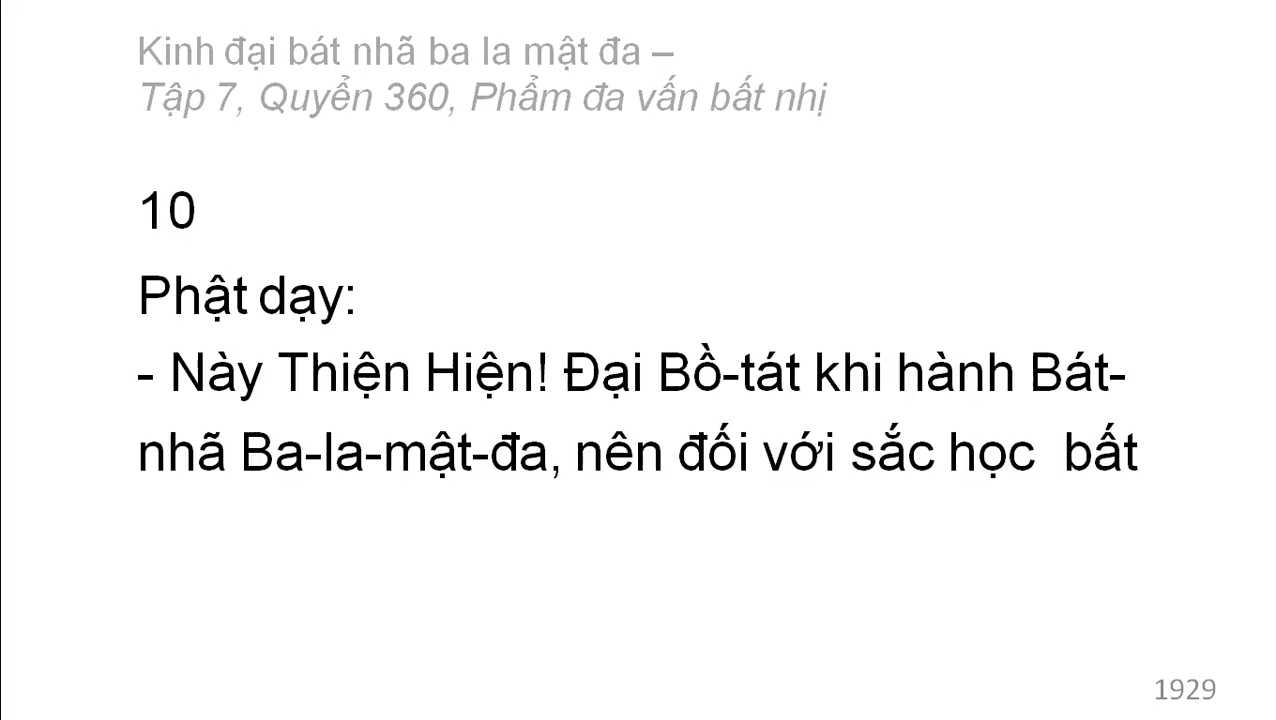 Kinh đại bát nhã ba la mật đa –
Tập 7, Quyển 360, Phẩm đa vấn bất nhị
10
Phật dạy:
- Này Thiện Hiện! Đại Bồ-tát khi hành Bát-
nhã Ba-la-mật-đa, nên đối với sắc học  bất
1929